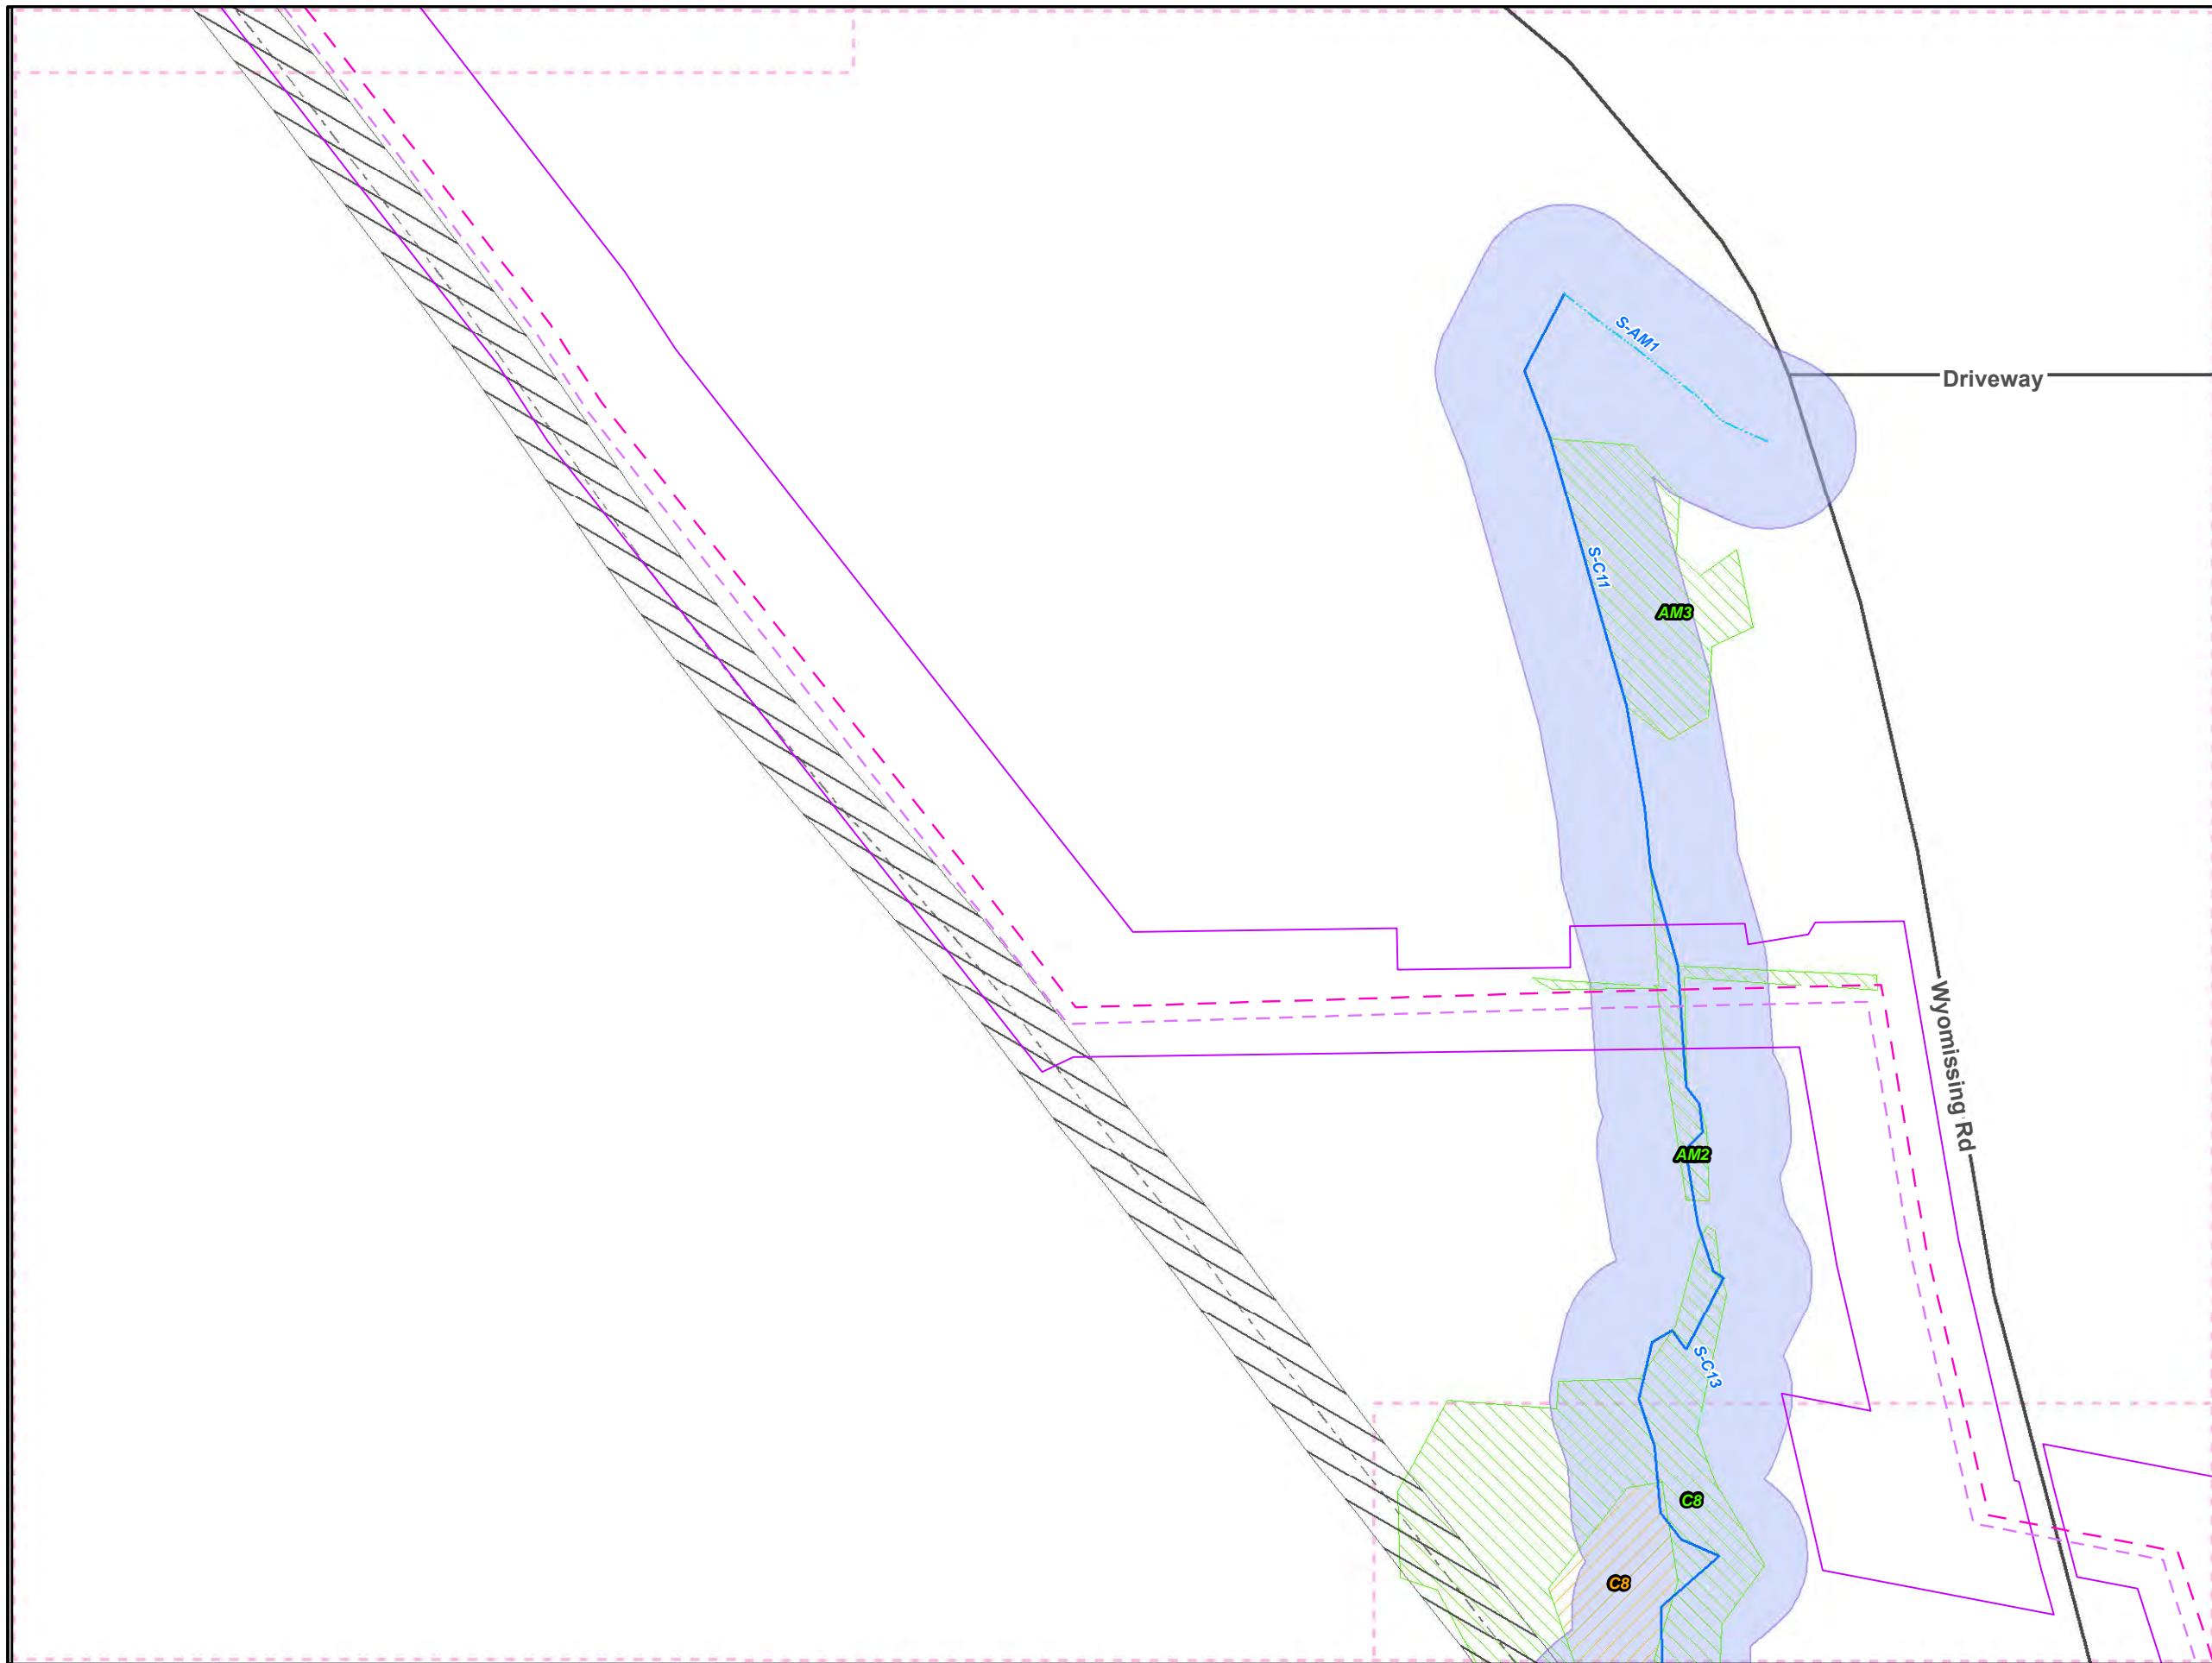 S-AM1
Driveway
S-C11
AM3
Wyomissing Rd
AM2
S-C13
C8
C8